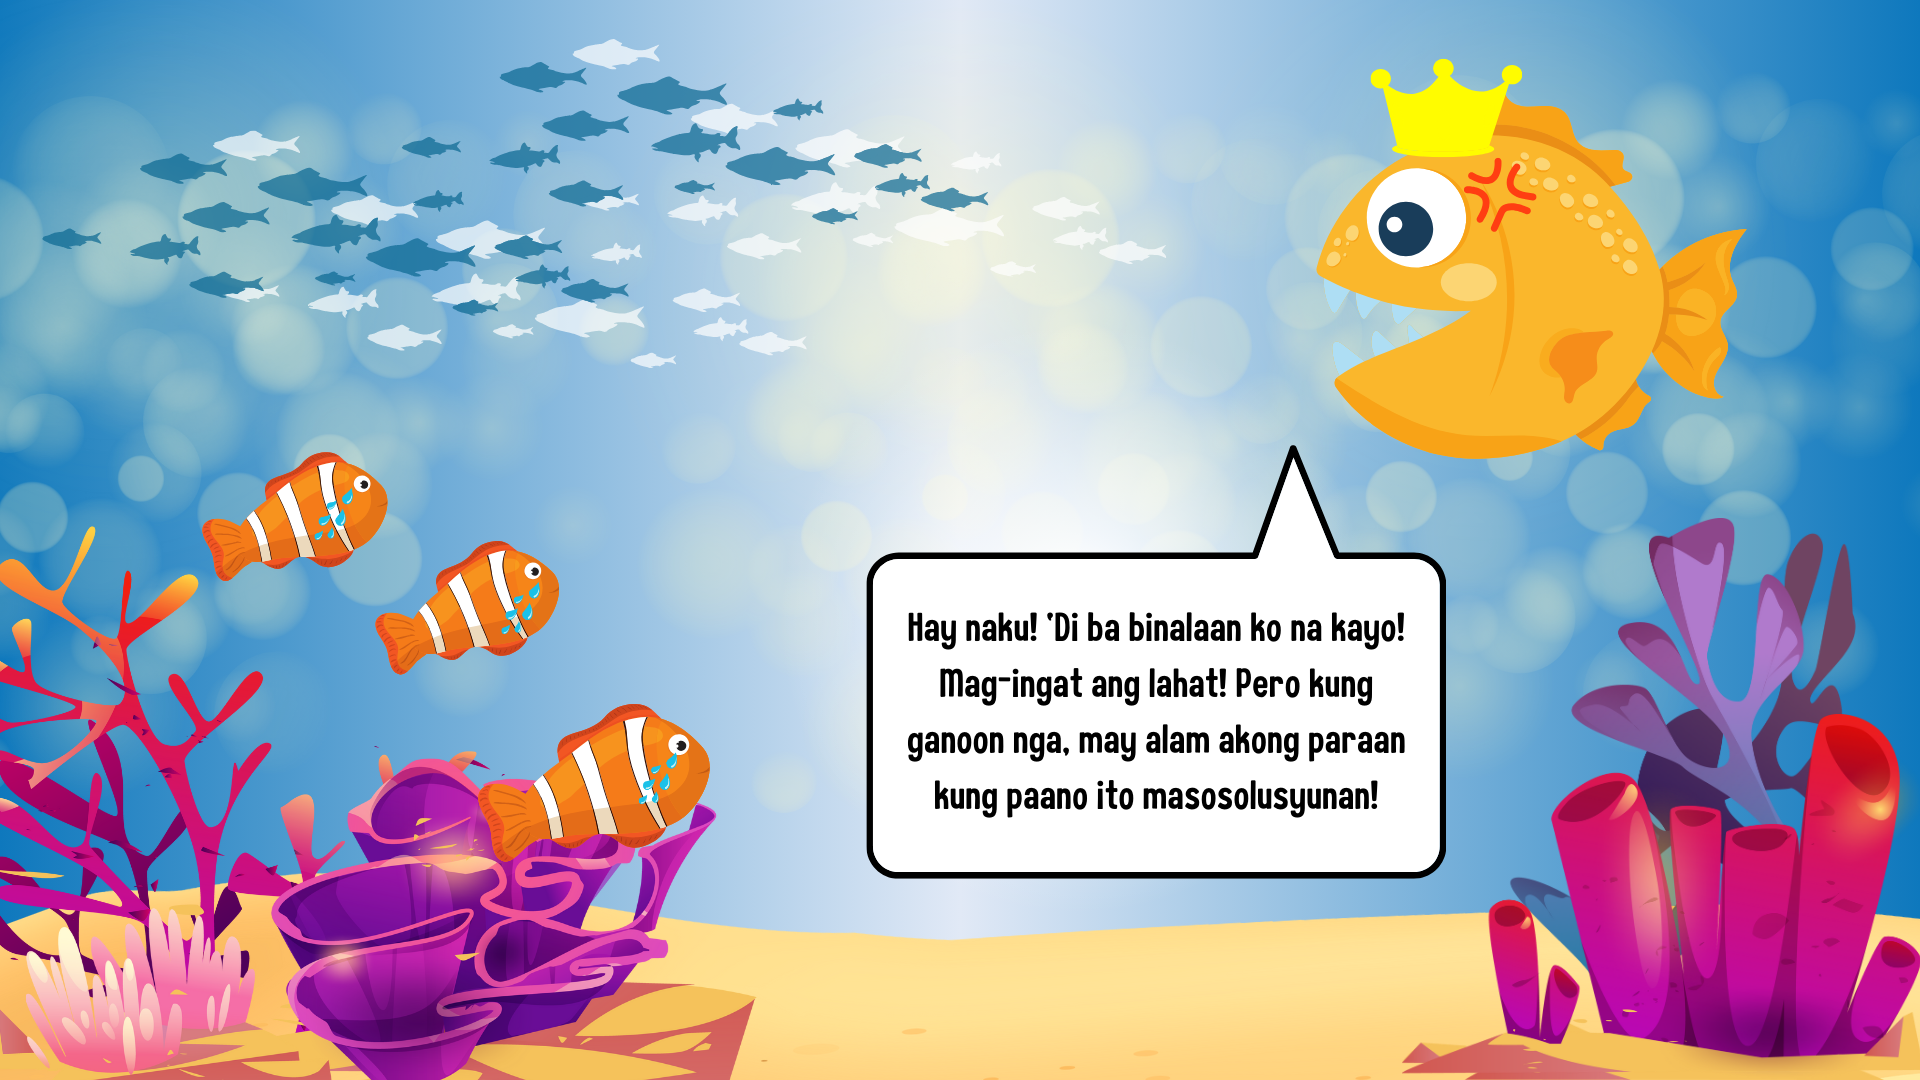 Hay naku! ‘Di ba binalaan ko na kayo!
Mag-ingat ang lahat! Pero kung
ganoon nga, may alam akong paraan
kung paano ito masosolusyunan!